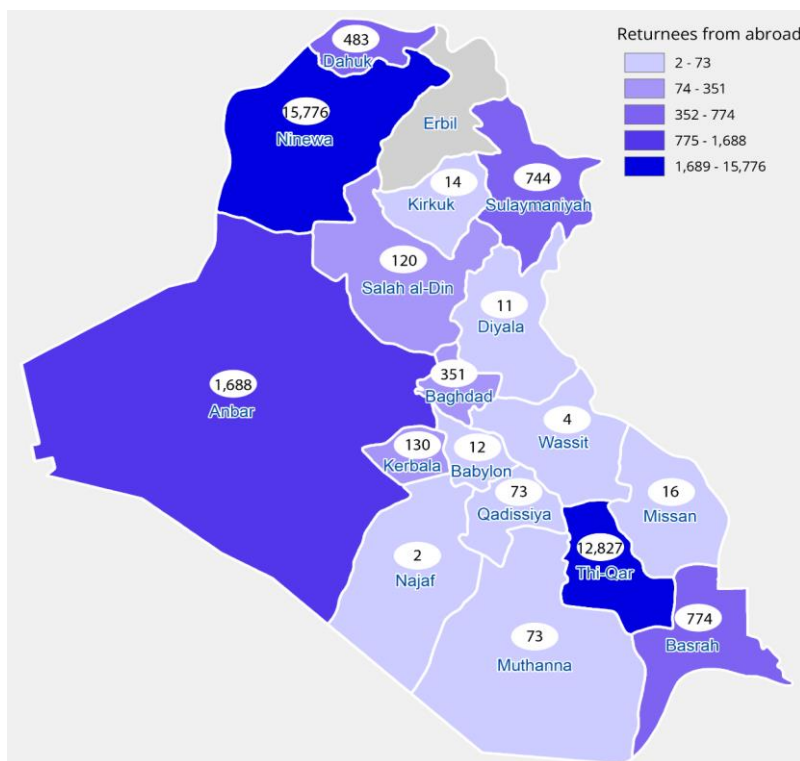 Returnees from abroad
2 - 73
74 - 351
352 - 774
775 - 1,688
1,689 - 15,776
483
Dahuk
15,776
Ninewa
Erbil
14
Kirkuk
744
Sulaymaniyah
120
Salah al-Din
11
Diyala
351
Baghdad
1,688
Anbar
4
Wassit
130
Kerbala
12
Babylon
73
Qadissiya
16
Missan
2
Najaf
12,827
Thi-Qar
73
Muthanna
774
Basrah